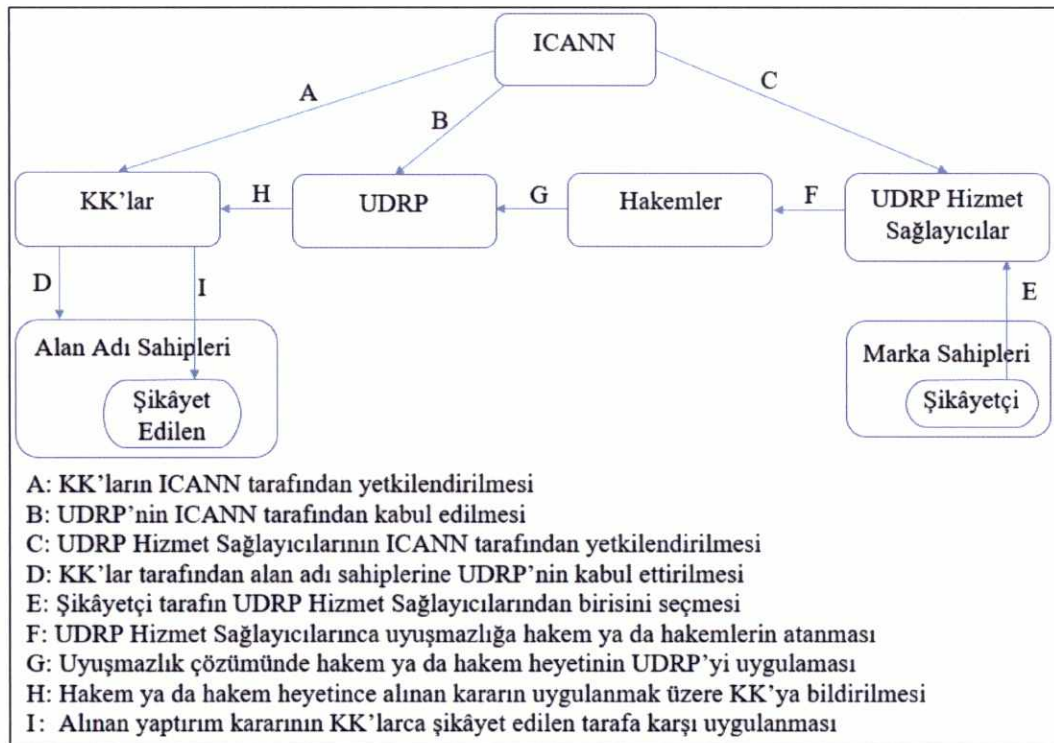 ICANN
A
B
C
KK'lar
H
UDRP
G
Hakemler
F
UDRP Hizmet
Sağlayıcılar
D
I
E
Alan Adı Sahipleri
Şikâyet
Edilen
Marka Sahipleri
Şikâyetçi
A: KK'ların ICANN tarafından yetkilendirilmesi
B: UDRP'nin ICANN tarafından kabul edilmesi
C: UDRP Hizmet Sağlayıcılarının ICANN tarafından yetkilendirilmesi
D: KK'lar tarafından alan adı sahiplerine UDRP'nin kabul ettirilmesi
E: Şikâyetçi tarafın UDRP Hizmet Sağlayıcılarından birisini seçmesi
F: UDRP Hizmet Sağlayıcılarınca uyuşmazlığa hakem ya da hakemlerin atanması
G: Uyuşmazlık çözümünde hakem ya da hakem heyetinin UDRP'yi uygulaması
H: Hakem ya da hakem heyetince alınan kararın uygulanmak üzere KK'ya bildirilmesi
I: Alınan yaptırım kararının KK'larca şikâyet edilen tarafa karşı uygulanması